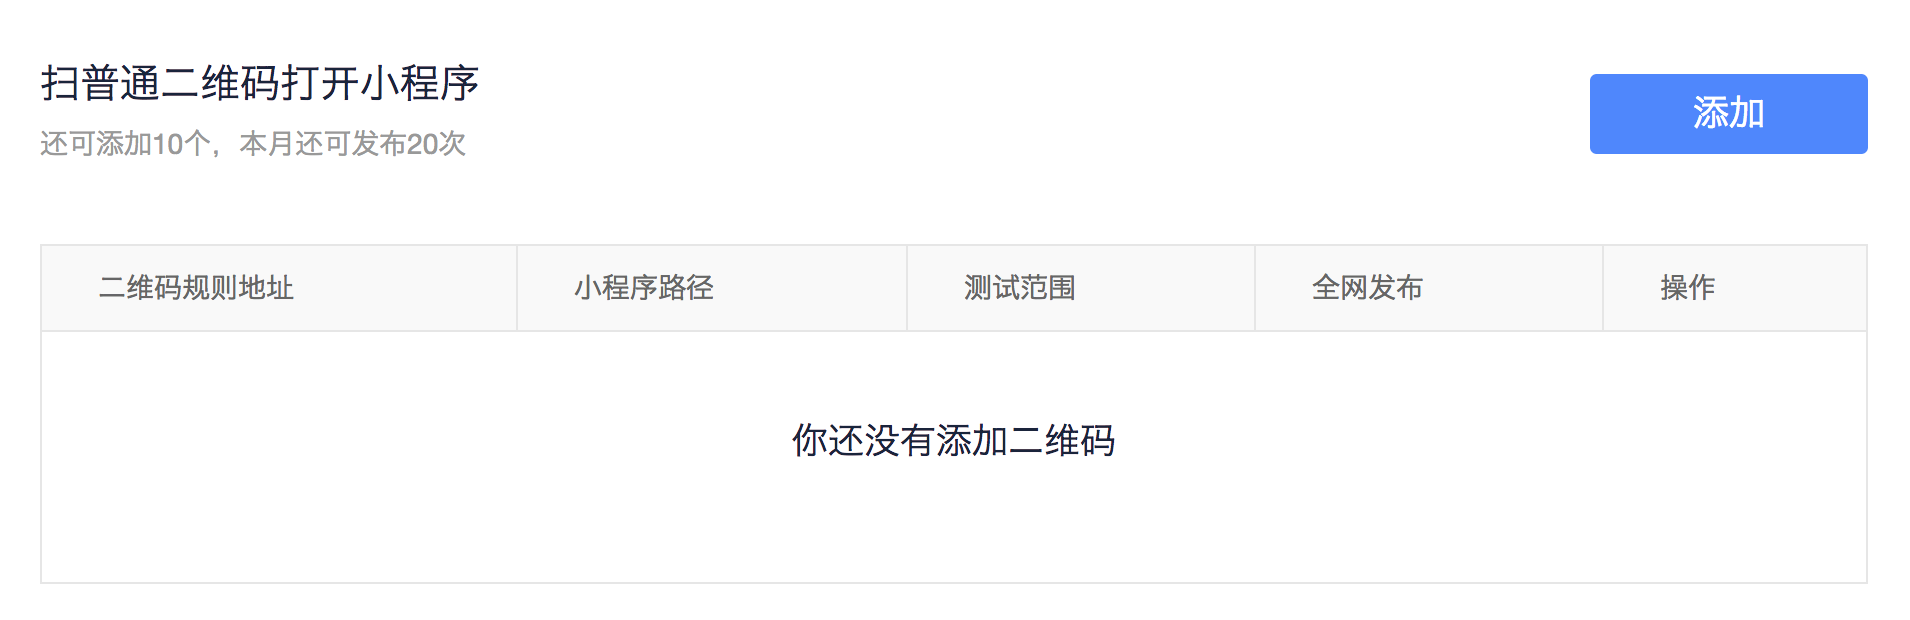 扫普通二维码打开小程序
还可添加10个，本月还可发布20次
添加
二维码规则地址 小程序路径 测试范围 全网发布 操作
你还没有添加二维码